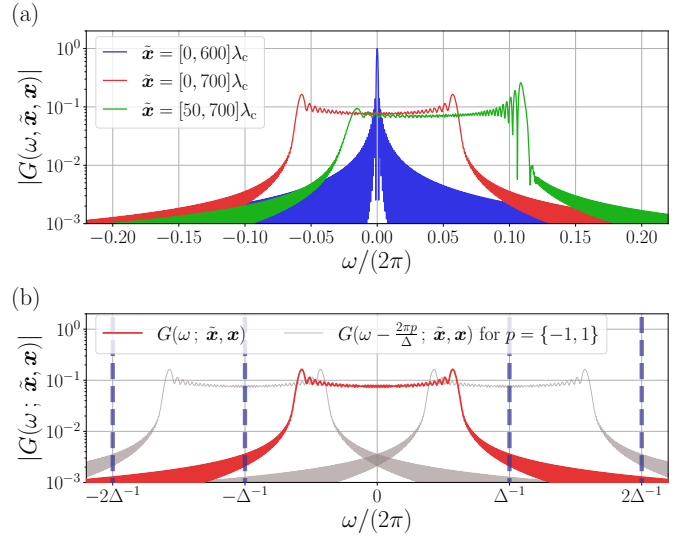 (a)
|G(ω, x̃, x)|
10⁰
10⁻¹
10⁻²
10⁻³
x̃ = [0, 600]λc
x̃ = [0, 700]λc
x̃ = [50, 700]λc
−0.20 −0.15 −0.10 −0.05 0.00 0.05 0.10 0.15 0.20
ω/(2π)
(b)
|G(ω ; x̃, x)|
10⁰
10⁻¹
10⁻²
10⁻³
G(ω ; x̃, x) G(ω − 2πp/Δ ; x̃, x) for p = {−1, 1}
−2Δ⁻¹ −Δ⁻¹ 0 Δ⁻¹ 2Δ⁻¹
ω/(2π)